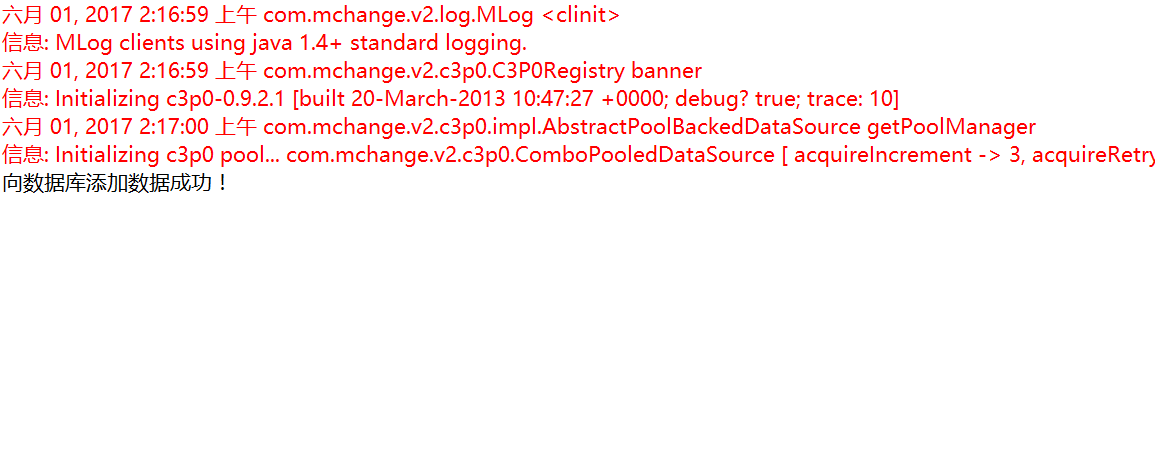 六月 01, 2017 2:16:59 上午 com.mchange.v2.log.MLog <clinit>
信息: MLog clients using java 1.4+ standard logging.
六月 01, 2017 2:16:59 上午 com.mchange.v2.c3p0.C3P0Registry banner
信息: Initializing c3p0-0.9.2.1 [built 20-March-2013 10:47:27 +0000; debug? true; trace: 10]
六月 01, 2017 2:17:00 上午 com.mchange.v2.c3p0.impl.AbstractPoolBackedDataSource getPoolManager
信息: Initializing c3p0 pool... com.mchange.v2.c3p0.ComboPooledDataSource [ acquireIncrement -> 3, acquireRetry
向数据库添加数据成功！